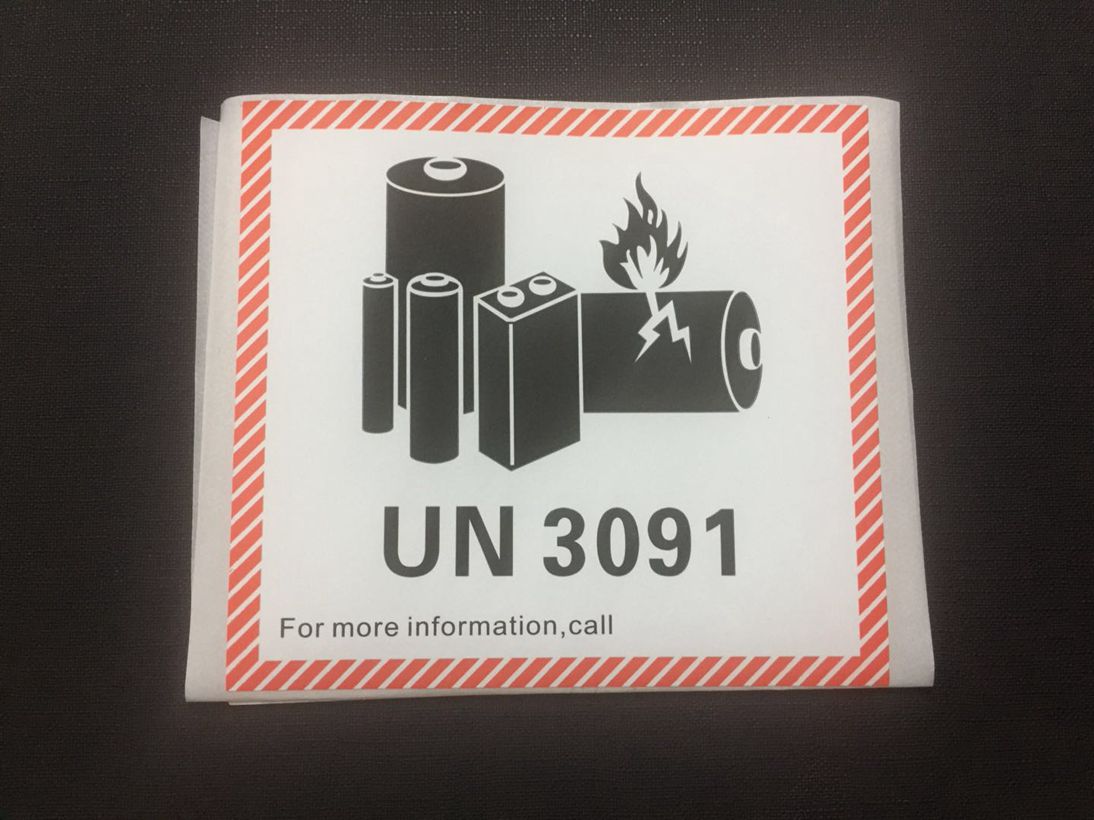 UN 3091
For more information,call